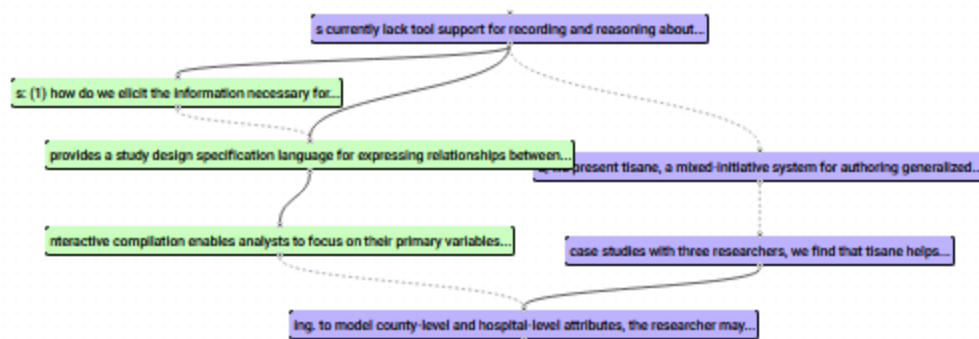 s currently lack tool support for recording and reasoning about...
s: (1) how do we elicit the information necessary for...
provides a study design specification language for expressing relationships between...
present tisane, a mixed-initiative system for authoring generalized...
nteractive compilation enables analysts to focus on their primary variables...
case studies with three researchers, we find that tisane helps...
ing. to model county-level and hospital-level attributes, the researcher may...